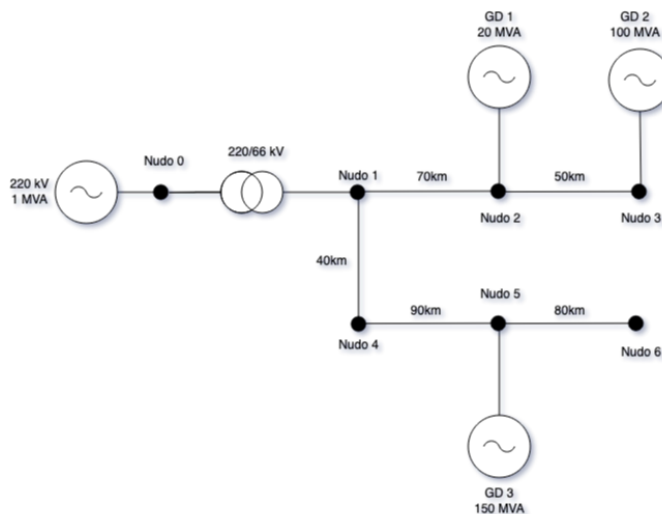 GD 1
20 MVA
GD 2
100 MVA
220/66 kV
Nudo 0
220 kV
1 MVA
Nudo 1
70km
50km
Nudo 2
Nudo 3
40km
Nudo 5
90km
80km
Nudo 4
Nudo 6
GD 3
150 MVA